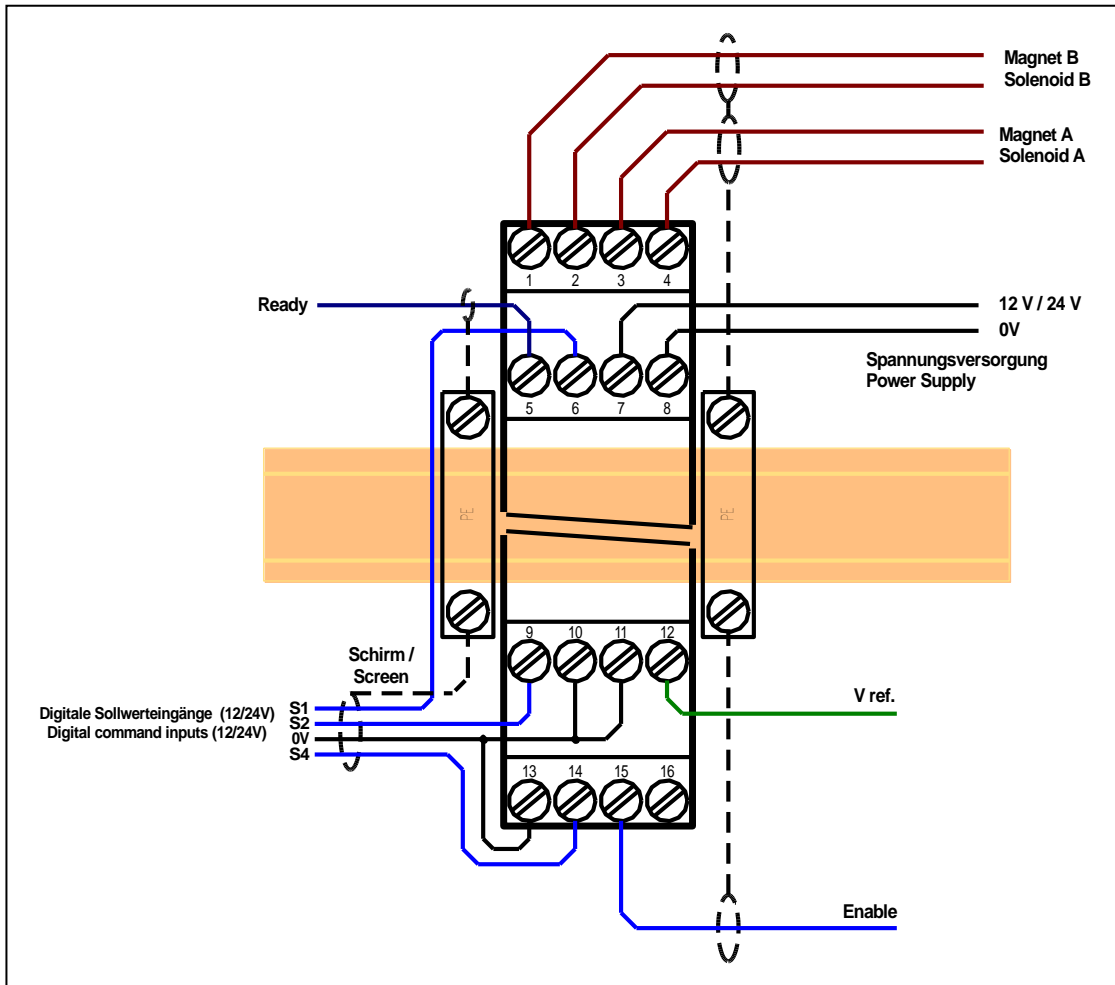 Magnet B
Solenoid B
Magnet A
Solenoid A
1 2 3 4
Ready
12 V / 24 V
0V
Spannungsversorgung
Power Supply
5 6 7 8
PE
PE
9 10 11 12
Schirm /
Screen
V ref.
Digitale Sollwerteingänge (12/24V)
Digital command inputs (12/24V)
S1
S2
0V
S4
13 14 15 16
Enable